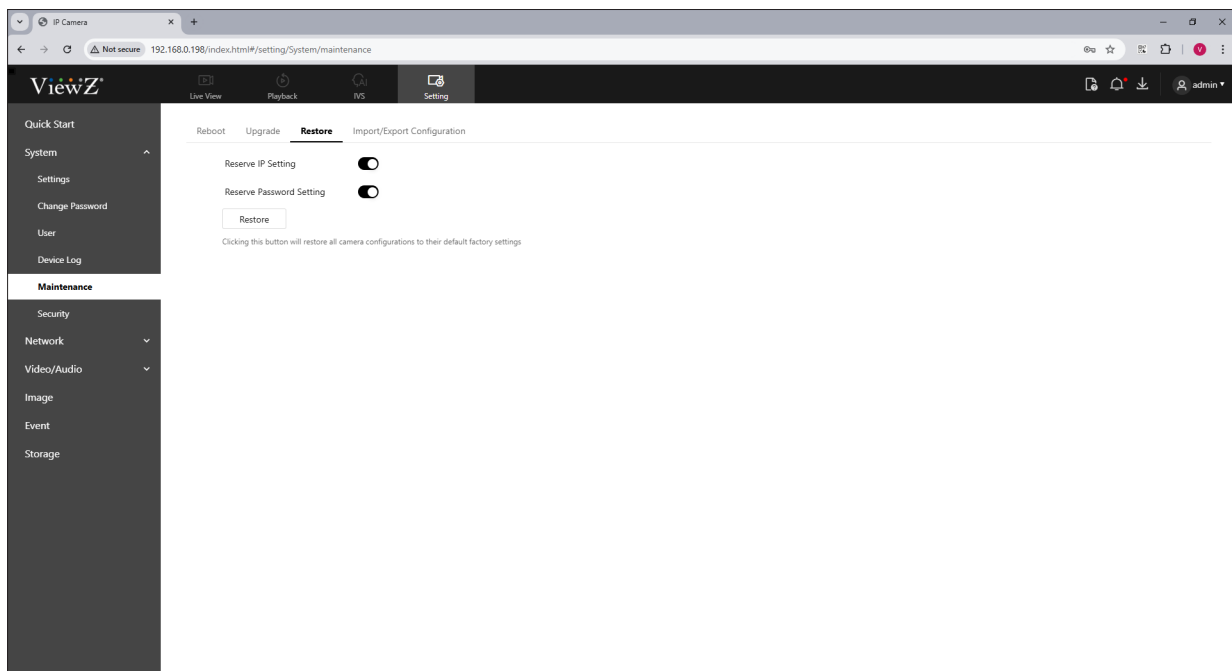 IP Camera
Not secure 192.168.0.198/index.html#/setting/System/maintenance
V
ViewZ
Live View Playback IVS Setting
admin
Quick Start
System
Settings
Change Password
User
Device Log
Maintenance
Security
Network
Video/Audio
Image
Event
Storage
Reboot Upgrade Restore Import/Export Configuration
Reserve IP Setting
Reserve Password Setting
Restore
Clicking this button will restore all camera configurations to their default factory settings